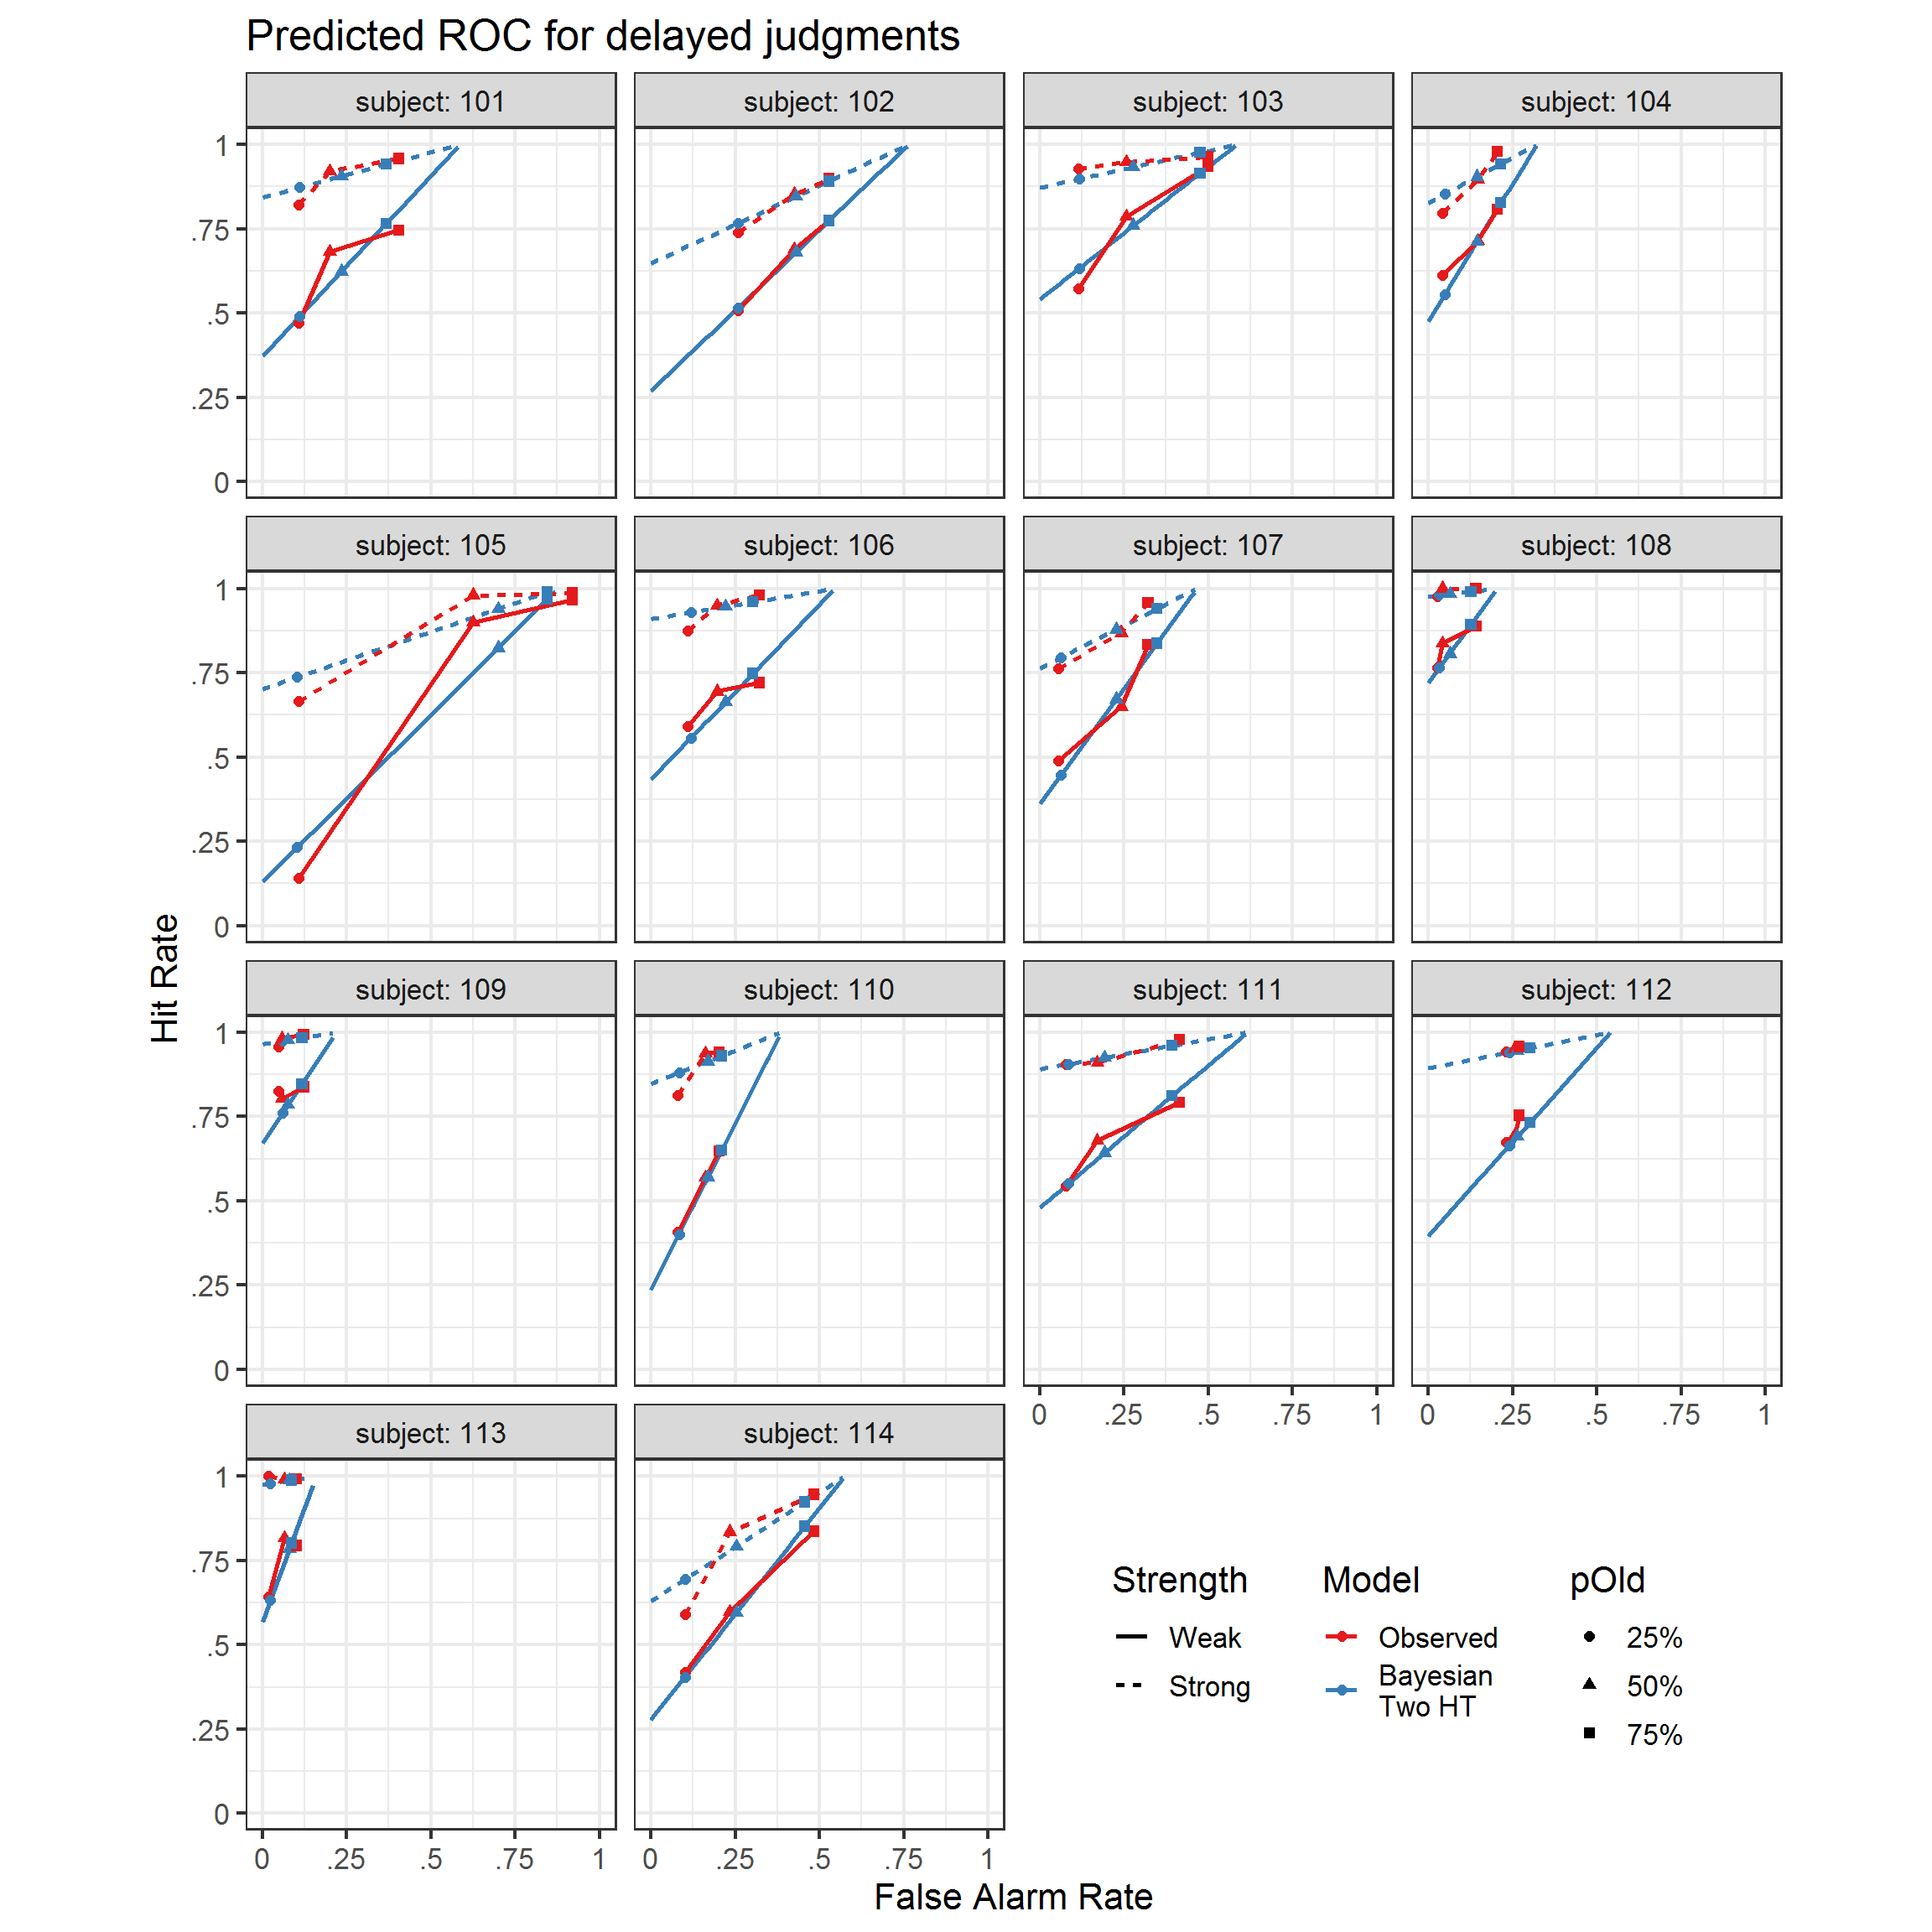 Predicted ROC for delayed judgments
subject: 101
subject: 102
subject: 103
subject: 104
1
.75
.5
.25
0
subject: 105
subject: 106
subject: 107
subject: 108
1
.75
.5
.25
0
Hit Rate
subject: 109
subject: 110
subject: 111
subject: 112
1
.75
.5
.25
0
0 .25 .5 .75 1
0 .25 .5 .75 1
subject: 113
subject: 114
1
.75
.5
.25
0
0 .25 .5 .75 1
0 .25 .5 .75 1
False Alarm Rate
Strength
Weak
Strong
Model
Observed
Bayesian
Two HT
pOld
25%
50%
75%